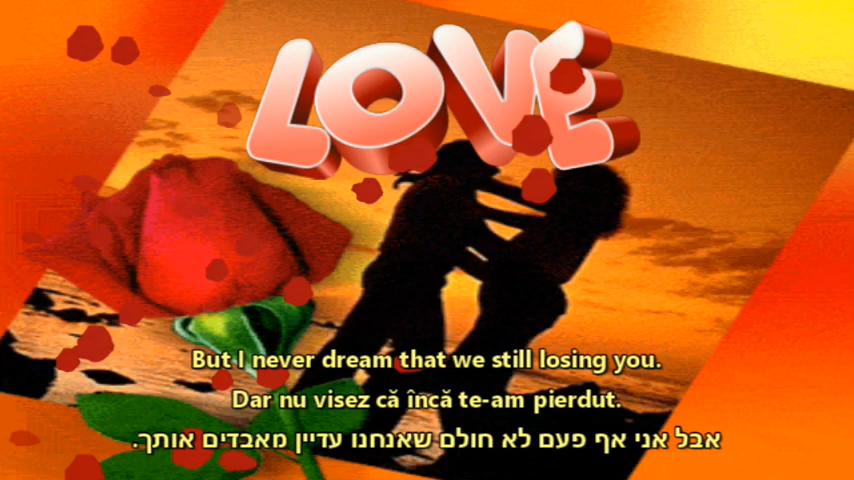 LOVE
But I never dream that we still losing you.
Dar nu visez că încă te-am pierdut.
אבל אני אף פעם לא חולם שאנחנו עדיין מאבדים אותך.